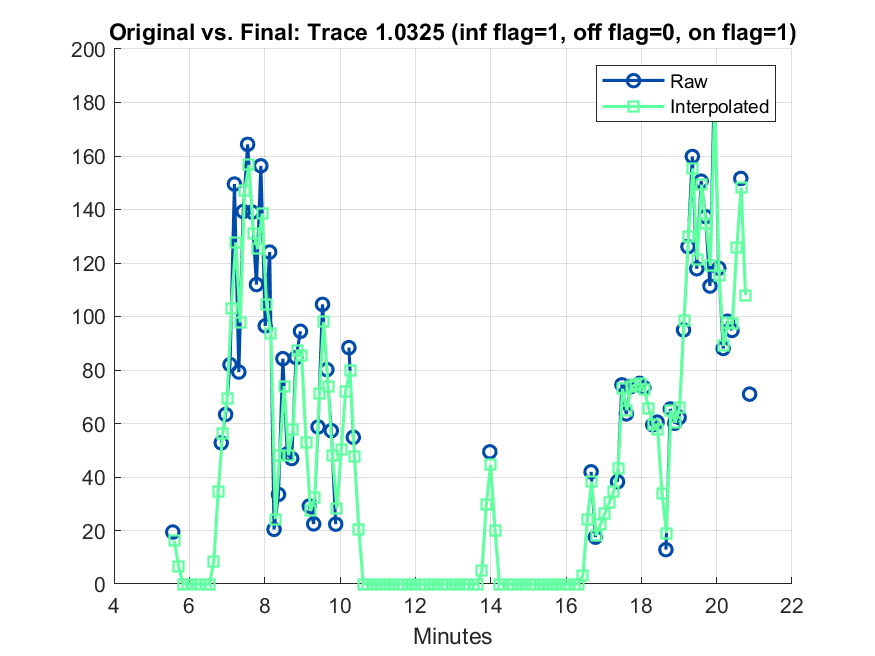 Original vs. Final: Trace 1.0325 (inf flag=1, off flag=0, on flag=1)
200
180
160
140
120
100
80
60
40
20
0
Raw
Interpolated
4 6 8 10 12 14 16 18 20 22
Minutes